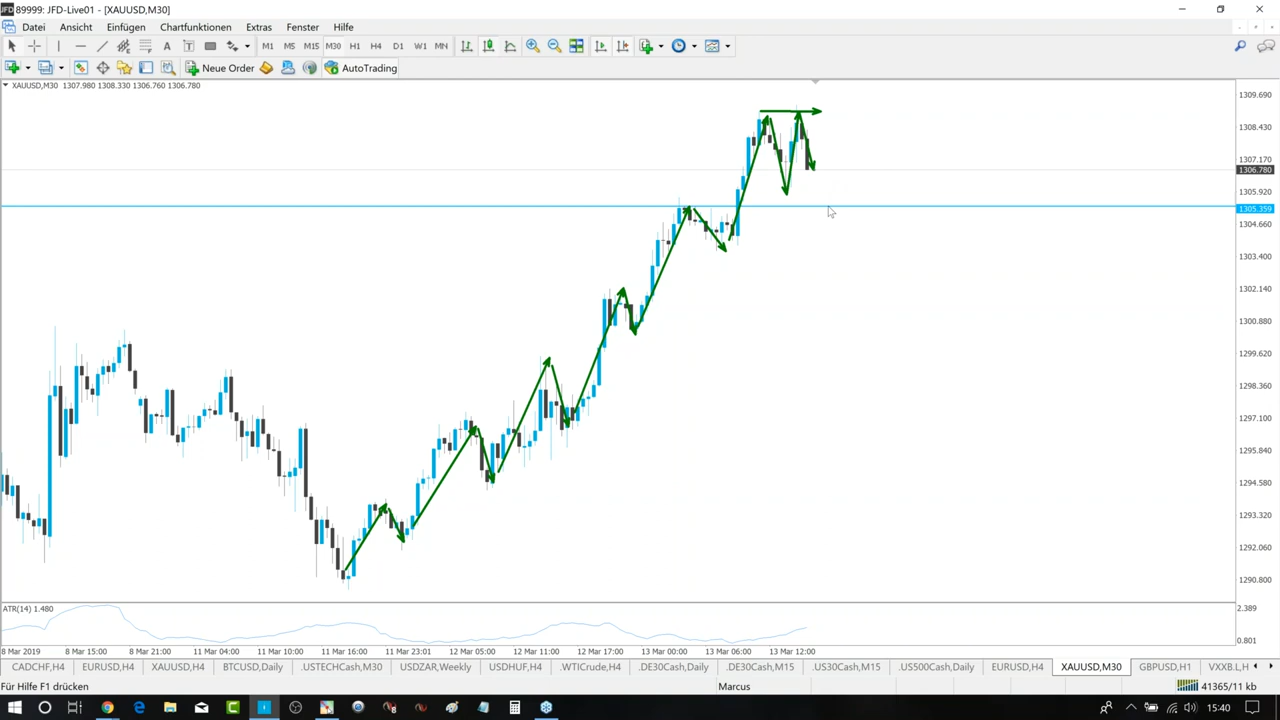 JFD 89999: JFD-Live01 - [XAUUSD,M30]
Datei Ansicht Einfügen Chartfunktionen Extras Fenster Hilfe
A T M1 M5 M15 M30 H1 H4 D1 W1 MN
Neue Order AutoTrading
XAUUSD,M30 1307.980 1308.330 1306.760 1306.780
1309.690
1308.430
1307.170
1306.780
1305.920
1305.359
1304.660
1303.400
1302.140
1300.880
1299.620
1298.360
1297.100
1295.840
1294.580
1293.320
1292.060
1290.800
ATR(14) 1.480
2.389
0.801
8 Mar 2019 8 Mar 15:00 8 Mar 21:00 11 Mar 04:00 11 Mar 10:00 11 Mar 16:00 11 Mar 23:01 12 Mar 05:00 12 Mar 11:00 12 Mar 17:00 13 Mar 00:00 13 Mar 06:00 13 Mar 12:00
CADCHF,H4 EURUSD,H4 XAUUSD,H4 BTCUSD,Daily .USTECHCash,M30 USDZAR,Weekly USDHUF,H4 .WTICrude,H4 .DE30Cash,Daily .DE30Cash,M15 .US30Cash,M15 .US500Cash,Daily EURUSD,H4 XAUUSD,M30 GBPUSD,H1 VXXB.L,H
Für Hilfe F1 drücken Marcus 41365/11 kb
15:40